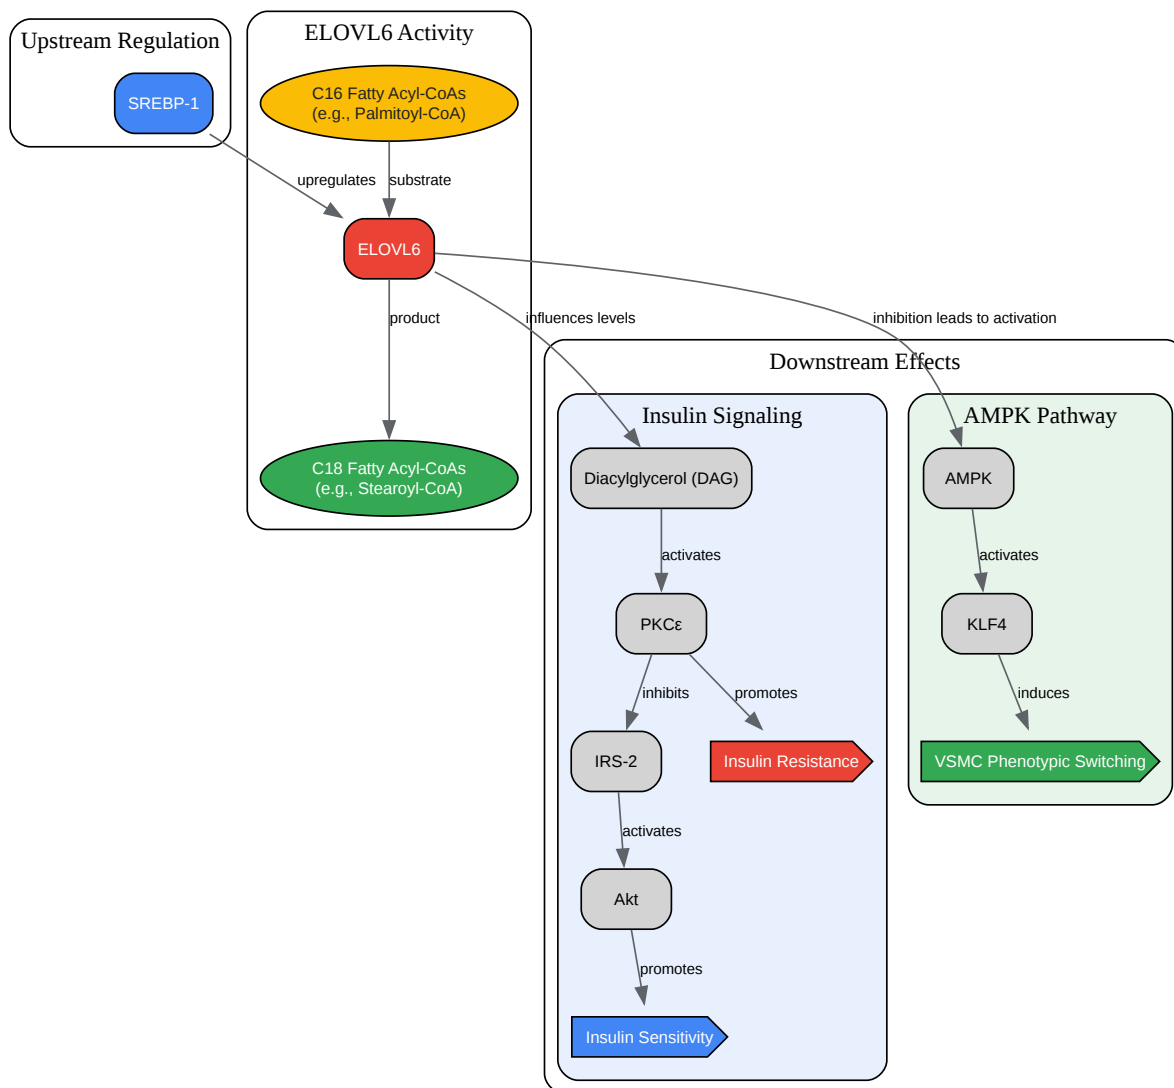 Upstream Regulation
SREBP-1
ELOVL6 Activity
C16 Fatty Acyl-CoAs
(e.g., Palmitoyl-CoA)
upregulates
substrate
ELOVL6
product
influences levels
inhibition leads to activation
C18 Fatty Acyl-CoAs
(e.g., Stearoyl-CoA)
Downstream Effects
Insulin Signaling
Diacylglycerol (DAG)
activates
PKCε
inhibits
promotes
IRS-2
Insulin Resistance
activates
Akt
promotes
Insulin Sensitivity
AMPK Pathway
AMPK
activates
KLF4
induces
VSMC Phenotypic Switching